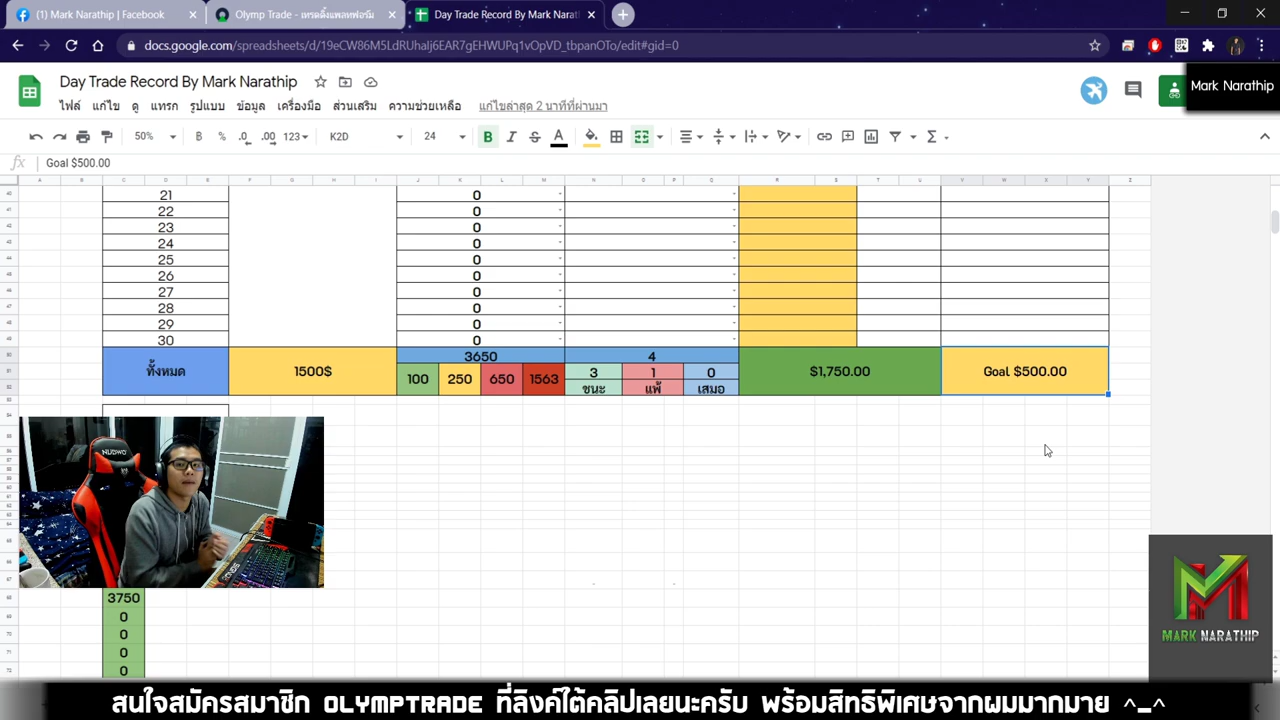 (1) Mark Narathip | Facebook
Olymp Trade - เทรดดิ้งแพลทฟอร์ม
Day Trade Record By Mark Narat
docs.google.com/spreadsheets/d/19eCW86M5LdRUhaIj6EAR7gEHWUPq1vOpVD_tbpanOTo/edit#gid=0
Day Trade Record By Mark Narathip
Mark Narathip
ไฟล์ แก้ไข ดู แทรก รูปแบบ ข้อมูล เครื่องมือ ส่วนเสริม ความช่วยเหลือ แก้ไขล่าสุด 2 นาทีที่ผ่านมา
50% ฿ % .0 .00 123 K2D 24 B I S A Σ
fx Goal $500.00
21 0
22 0
23 0
24 0
25 0
26 0
27 0
28 0
29 0
30 0
ทั้งหมด 1500$ 3650 4 $1,750.00 Goal $500.00
100 250 650 1563 3 1 0
ชนะ แพ้ เสมอ
NUBWO
3750
0
0
0
0
MARK NARATHIP
สนใจสมัครสมาชิก OLYMPTRADE ที่ลิงค์ใต้คลิปเลยนะครับ พร้อมสิทธิพิเศษจากผมมากมาย ^_^